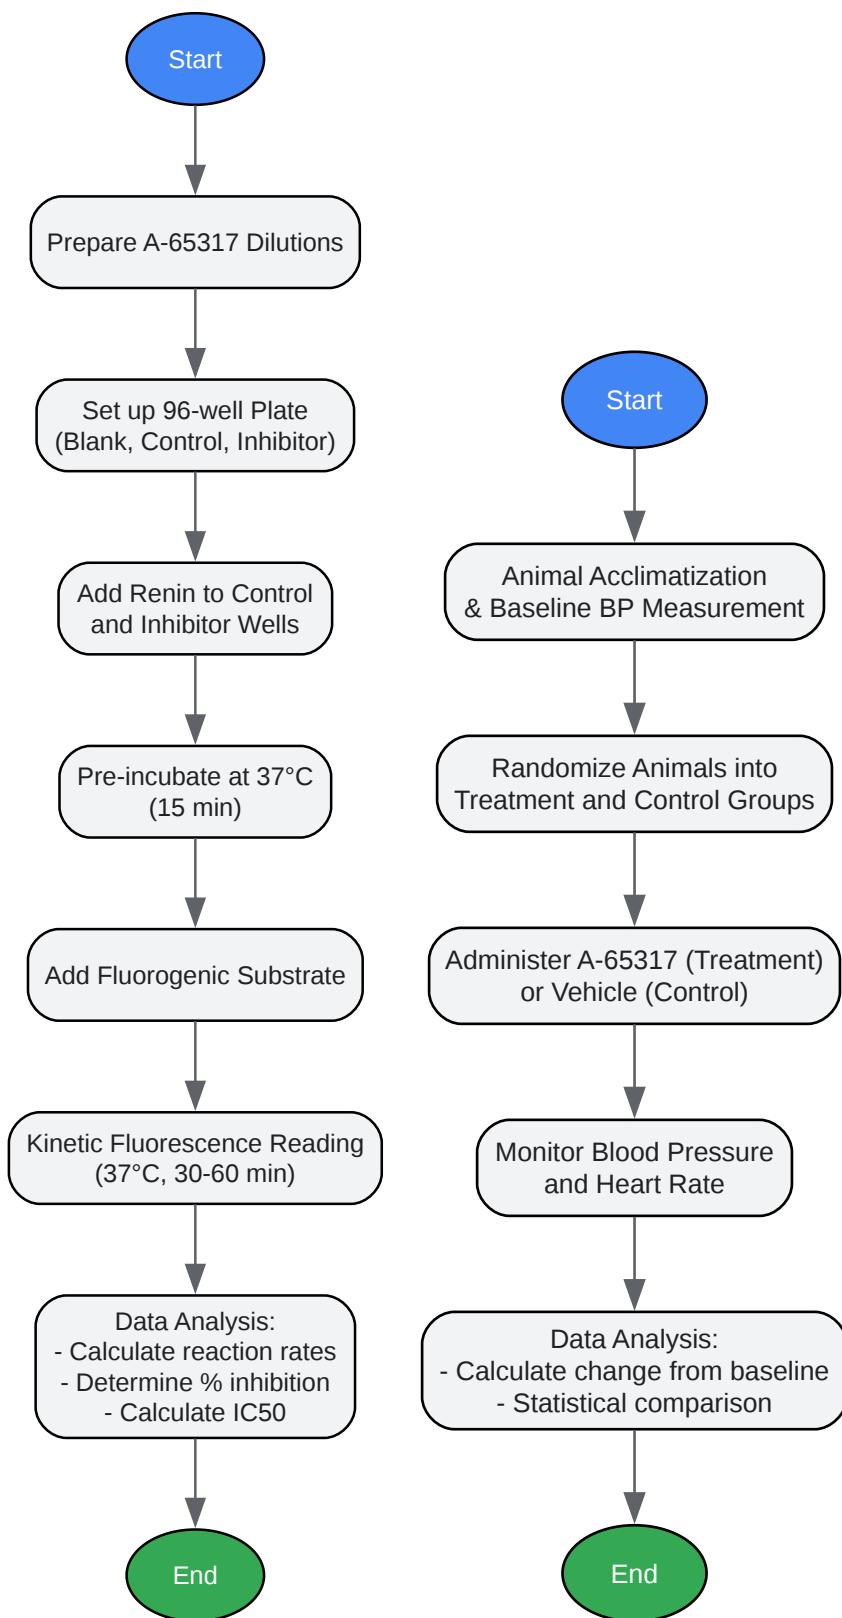 Start
Prepare A-65317 Dilutions
Set up 96-well Plate
(Blank, Control, Inhibitor)
Add Renin to Control
and Inhibitor Wells
Pre-incubate at 37°C
(15 min)
Add Fluorogenic Substrate
Kinetic Fluorescence Reading
(37°C, 30-60 min)
Data Analysis:
- Calculate reaction rates
- Determine % inhibition
- Calculate IC50
End
Start
Animal Acclimatization
& Baseline BP Measurement
Randomize Animals into
Treatment and Control Groups
Administer A-65317 (Treatment)
or Vehicle (Control)
Monitor Blood Pressure
and Heart Rate
Data Analysis:
- Calculate change from baseline
- Statistical comparison
End